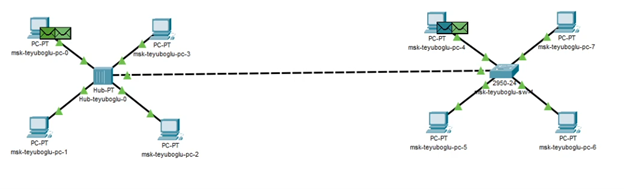 PC-PT
msk-teyuboglu-pc-0
PC-PT
msk-teyuboglu-pc-3
Hub-PT
Hub-teyuboglu-0
PC-PT
msk-teyuboglu-pc-1
PC-PT
msk-teyuboglu-pc-2
PC-PT
msk-teyuboglu-pc-4
PC-PT
msk-teyuboglu-pc-7
2950-24
msk-teyuboglu-sw-1
PC-PT
msk-teyuboglu-pc-5
PC-PT
msk-teyuboglu-pc-6